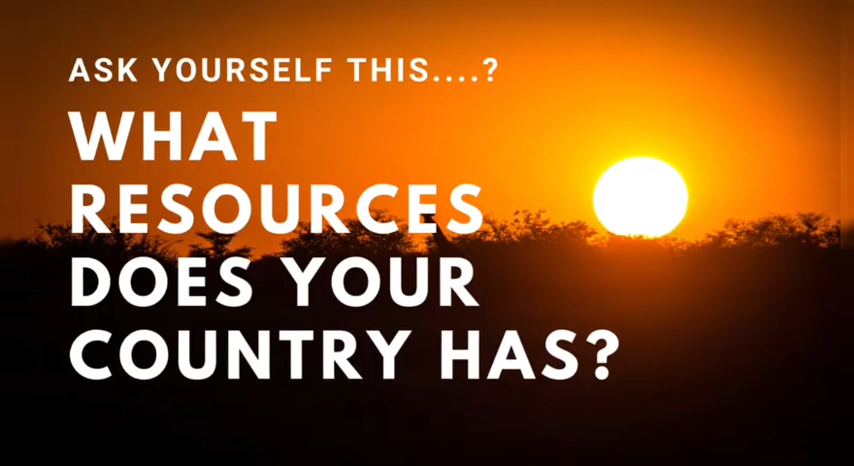 ASK YOURSELF THIS....?
WHAT
RESOURCES
DOES YOUR
COUNTRY HAS?